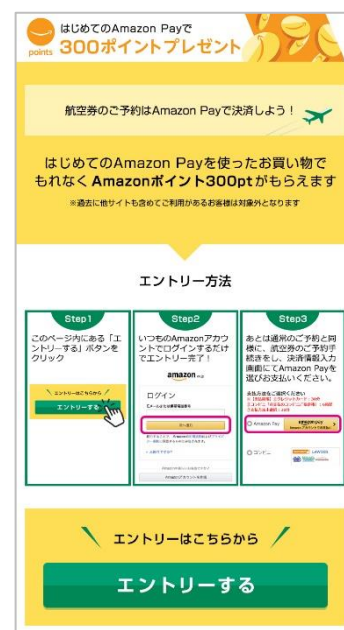 はじめてのAmazon Payで
points
300ポイントプレゼント
航空券のご予約はAmazon Payで決済しよう！
はじめてのAmazon Payを使ったお買い物で
もれなくAmazonポイント300ptがもらえます
※過去に他サイトも含めてご利用があるお客様は対象外となります
エントリー方法
Step1
このページ内にある「エ
ントリーする」ボタンを
クリック
エントリーはこちらから
エントリーする
Step2
いつものAmazonアカウ
ントでログインするだけ
でエントリー完了！
amazon
ログイン
Step3
あとは通常のご予約と同
様に、航空券のご予約手
続きをし、決済情報入力
画面にてAmazon Payを
選びお支払いください。
Amazon Pay
コンビニ
LAWSON
エントリーはこちらから
エントリーする